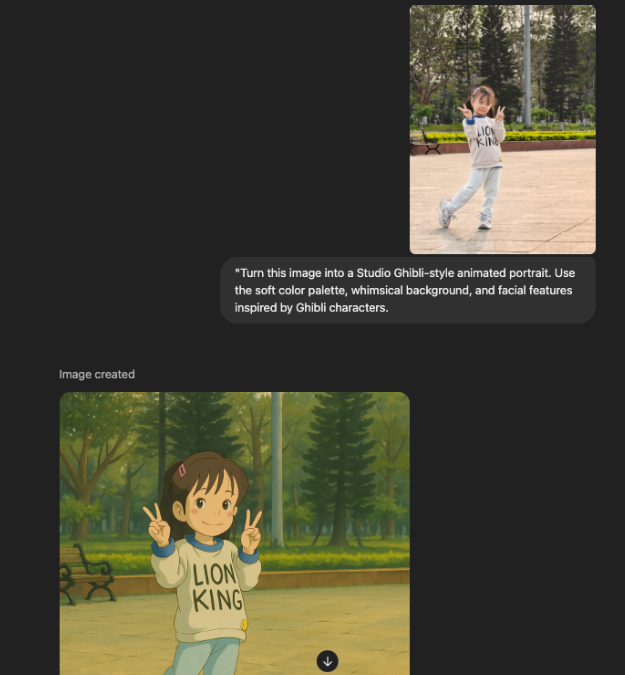 LION
KING
"Turn this image into a Studio Ghibli-style animated portrait. Use
the soft color palette, whimsical background, and facial features
inspired by Ghibli characters.
Image created
LION
KING